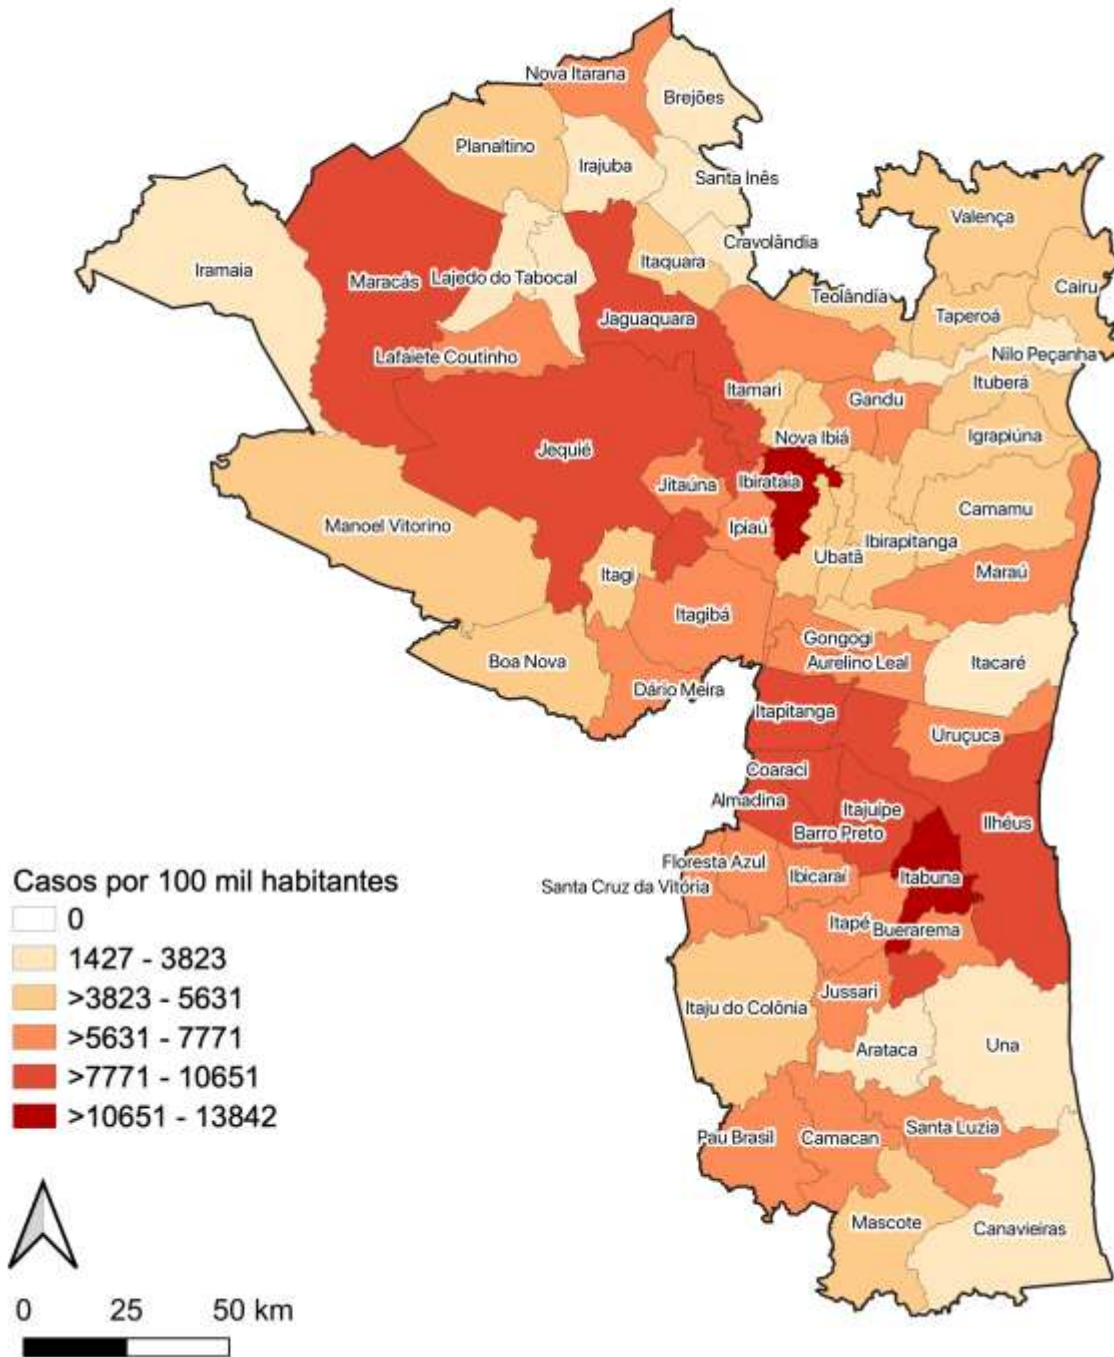 Nova Itarana
Brejões
Planaltino
Irajuba
Santa Inês
Valença
Cravolândia
Iramaia
Maracás
Lajedo do Tabocal
Itaquara
Teolândia
Cairu
Taperoá
Jaguaquara
Nilo Peçanha
Lafaiete Coutinho
Ituberá
Itamari
Gandu
Nova Ibiá
Igrapiúna
Jequié
Jitaúna
Ibirataia
Camamu
Manoel Vitorino
Ipiaú
Ibirapitanga
Ubatã
Maraú
Itagi
Itagibá
Gongogi
Boa Nova
Aurelino Leal
Itacaré
Dário Meira
Itapitanga
Uruçuca
Coaraci
Almadina
Itajuípe
Ilhéus
Barro Preto
Floresta Azul
Ibicaraí
Itabuna
Santa Cruz da Vitória
Itapé
Buerarema
Jussari
Itaju do Colônia
Arataca
Una
Pau Brasil
Camacan
Santa Luzia
Mascote
Canavieiras
Casos por 100 mil habitantes
0
1427 - 3823
>3823 - 5631
>5631 - 7771
>7771 - 10651
>10651 - 13842
0 25 50 km